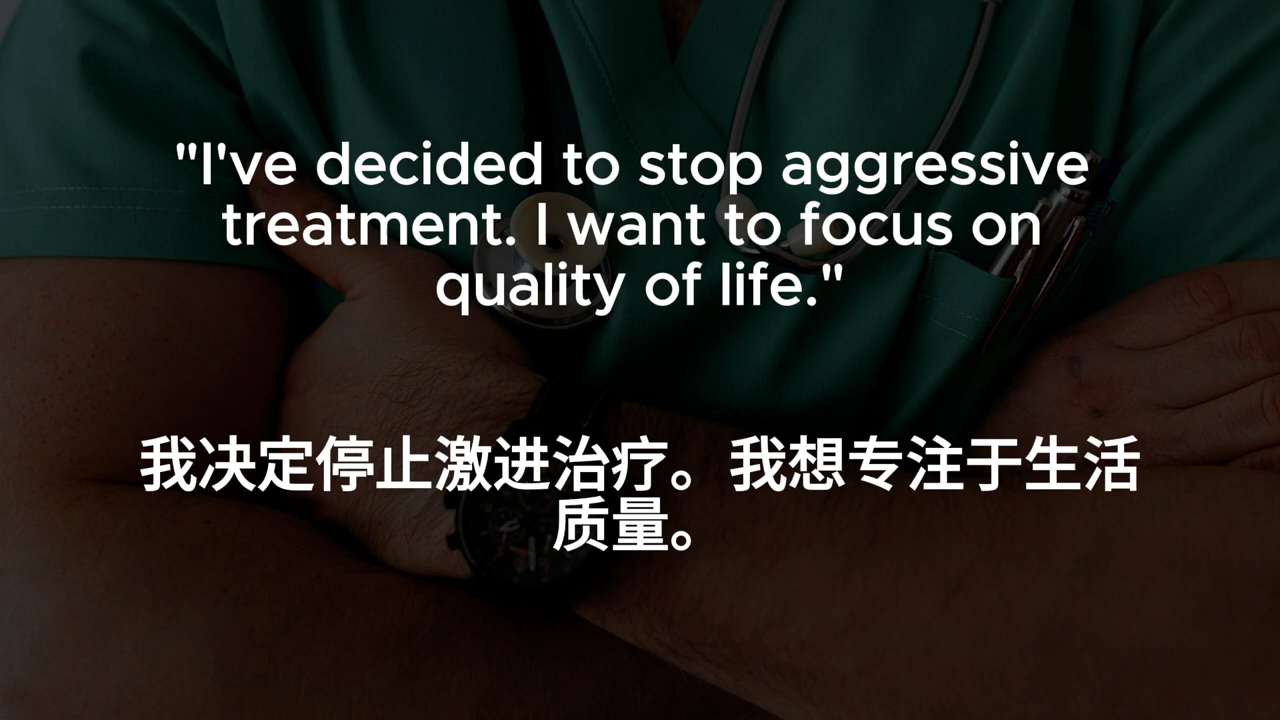 "I've decided to stop aggressive
treatment. I want to focus on
quality of life."
我决定停止激进治疗。我想专注于生活
质量。